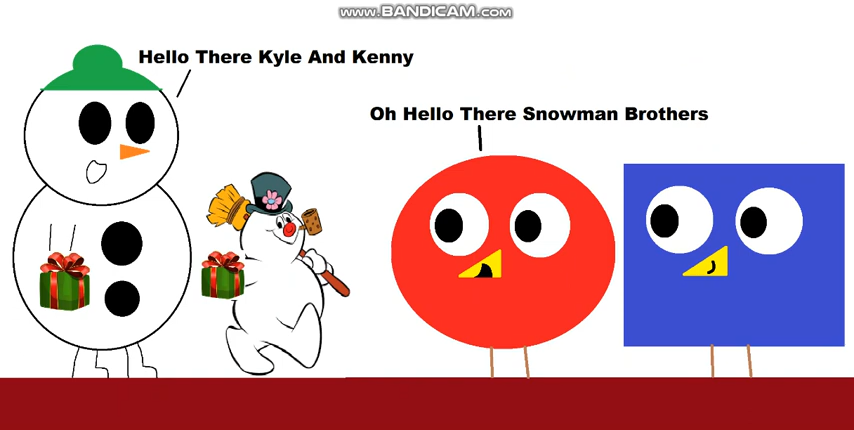 www.BANDICAM.com
Hello There Kyle And Kenny
Oh Hello There Snowman Brothers